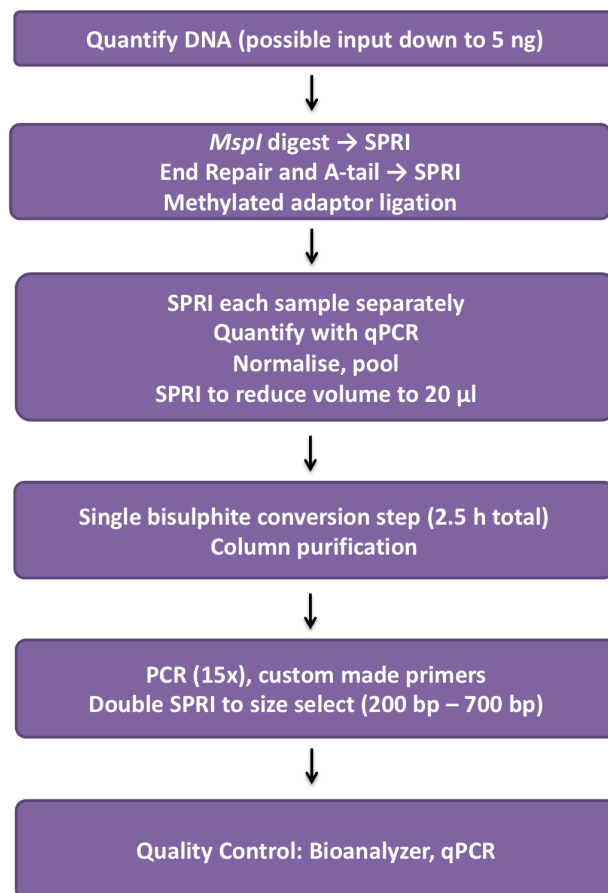 Quantify DNA (possible input down to 5 ng)
MspI digest → SPRI
End Repair and A-tail → SPRI
Methylated adaptor ligation
SPRI each sample separately
Quantify with qPCR
Normalise, pool
SPRI to reduce volume to 20 µl
Single bisulphite conversion step (2.5 h total)
Column purification
PCR (15x), custom made primers
Double SPRI to size select (200 bp – 700 bp)
Quality Control: Bioanalyzer, qPCR